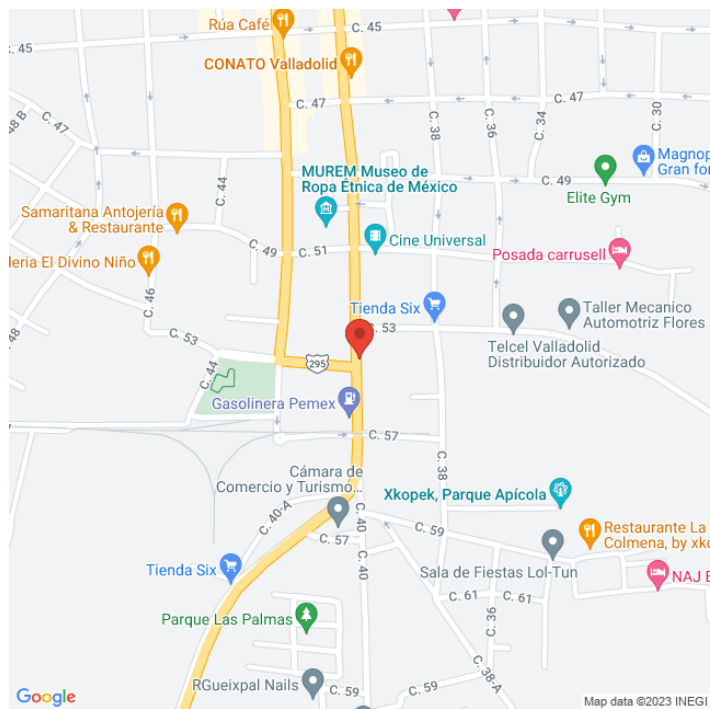 Rúa Café
C. 45
C. 45
CONATO Valladolid
C. 47
C. 47
C. 48 B
C. 47
C. 38
C. 34
C. 36
C. 30
MUREM Museo de
Ropa Étnica de México
C. 49
Magnop
Gran for
Elite Gym
C. 44
Samaritana Antojería
& Restaurante
C. 49
C. 51
Cine Universal
Posada carrusell
deria El Divino Niño
C. 46
C. 48
Tienda Six
C. 53
C. 53
Taller Mecanico
Automotriz Flores
Telcel Valladolid
Distribuidor Autorizado
295
C. 44
Gasolinera Pemex
C. 57
C. 38
Cámara de
Comercio y Turismo...
Xkopek, Parque Apícola
C. 40-A
C. 40
C. 59
C. 57
Restaurante La
Colmena, by xko
Tienda Six
C. 40
Sala de Fiestas Lol-Tun
NAJ B
C. 61
C. 61
Parque Las Palmas
C. 36
RGueixpal Nails
C. 59
C. 59
C. 38-A
Google
Map data ©2023 INEGI